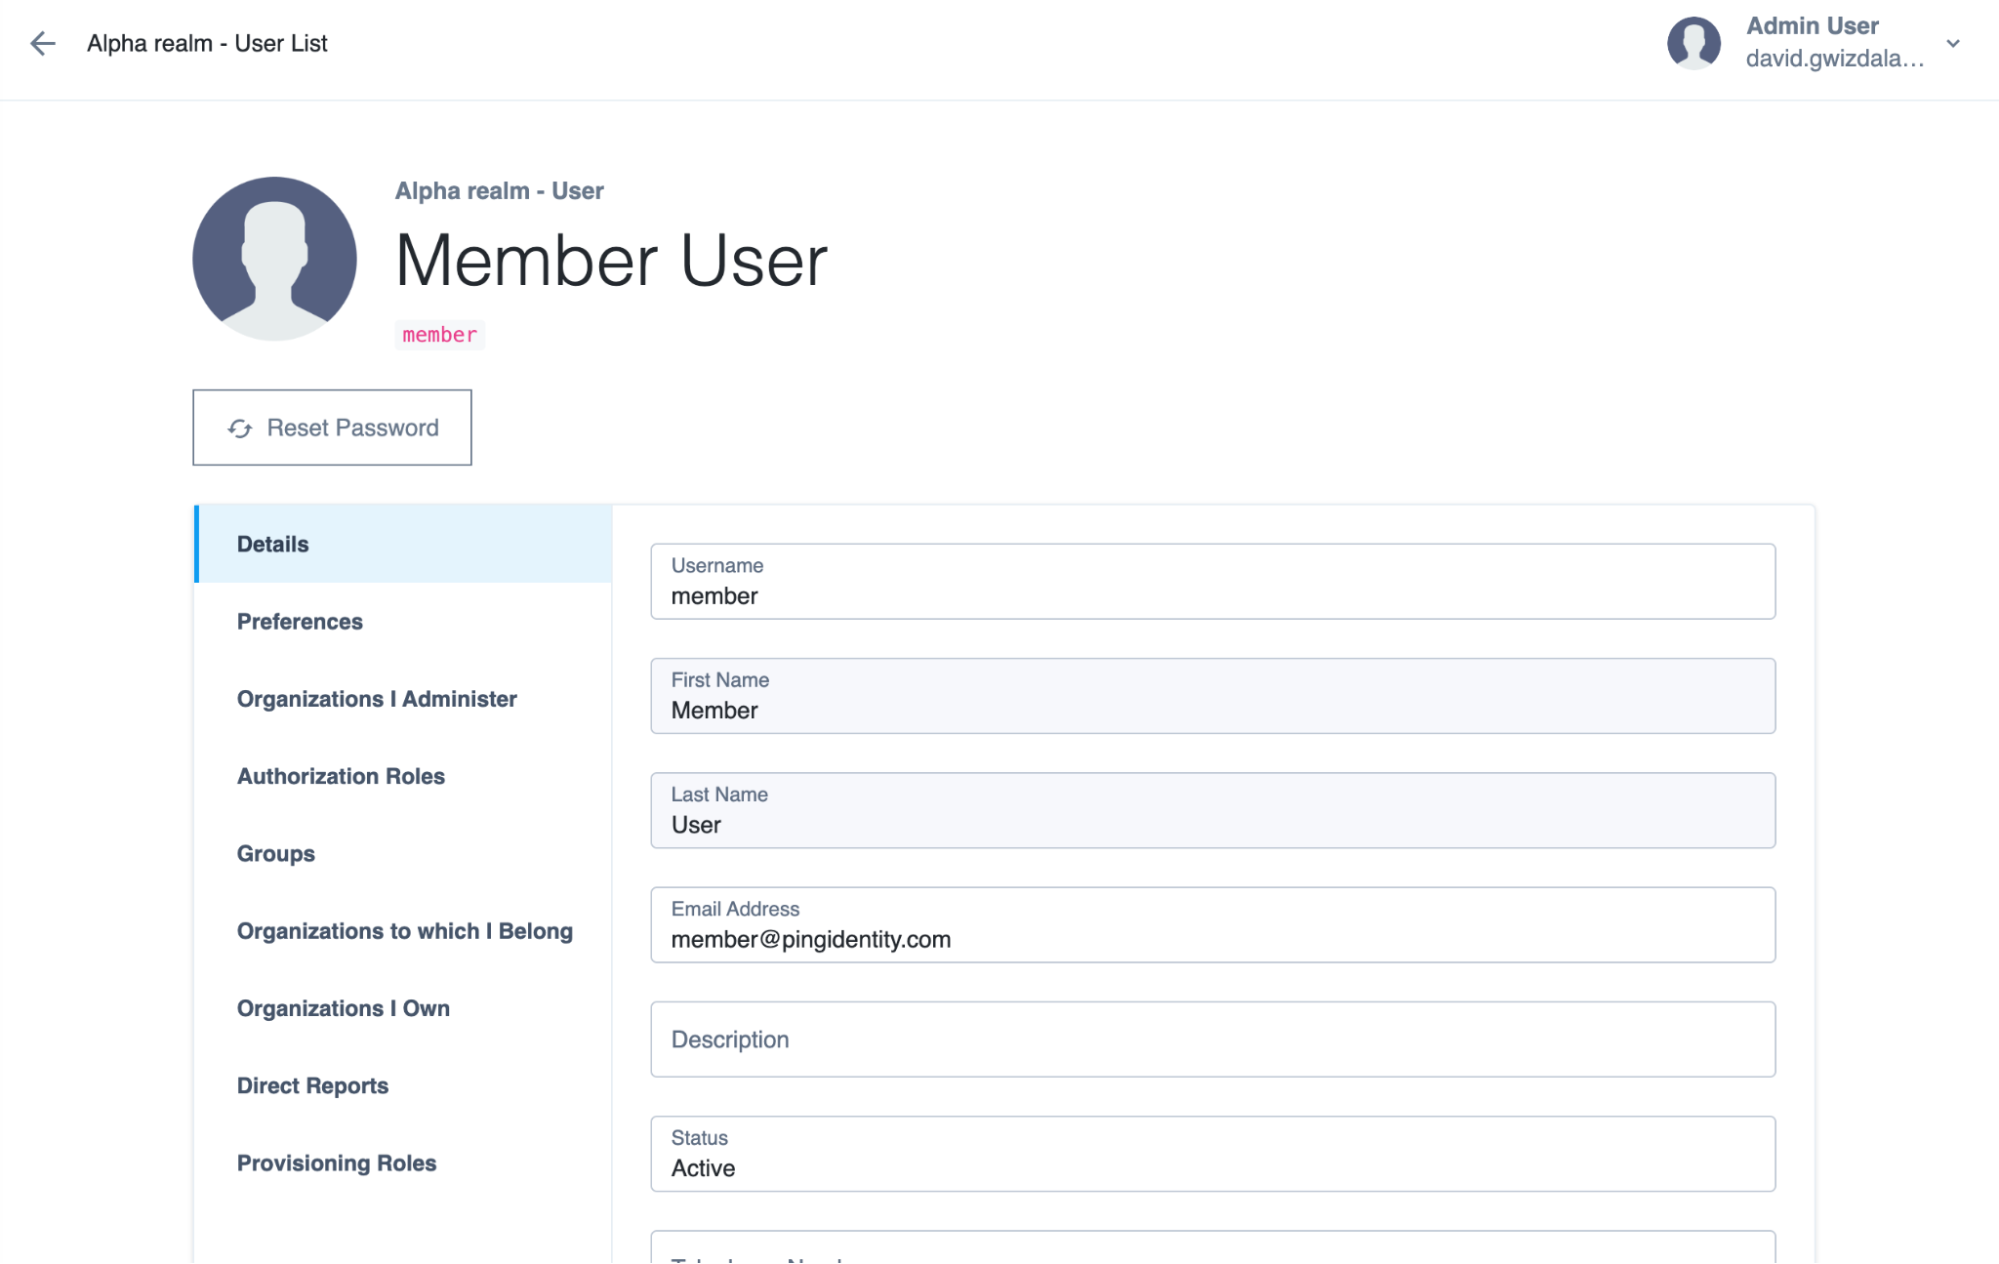 Alpha realm - User List
Admin User
david.gwizdala...
Alpha realm - User
Member User
member
Reset Password
Details
Preferences
Organizations I Administer
Authorization Roles
Groups
Organizations to which I Belong
Organizations I Own
Direct Reports
Provisioning Roles
Username
member
First Name
Member
Last Name
User
Email Address
member@pingidentity.com
Description
Status
Active